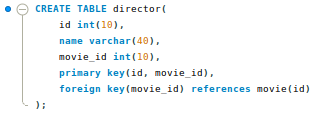 CREATE TABLE director(
id int(10),
name varchar(40),
movie_id int(10),
primary key(id, movie_id),
foreign key(movie_id) references movie(id)
);